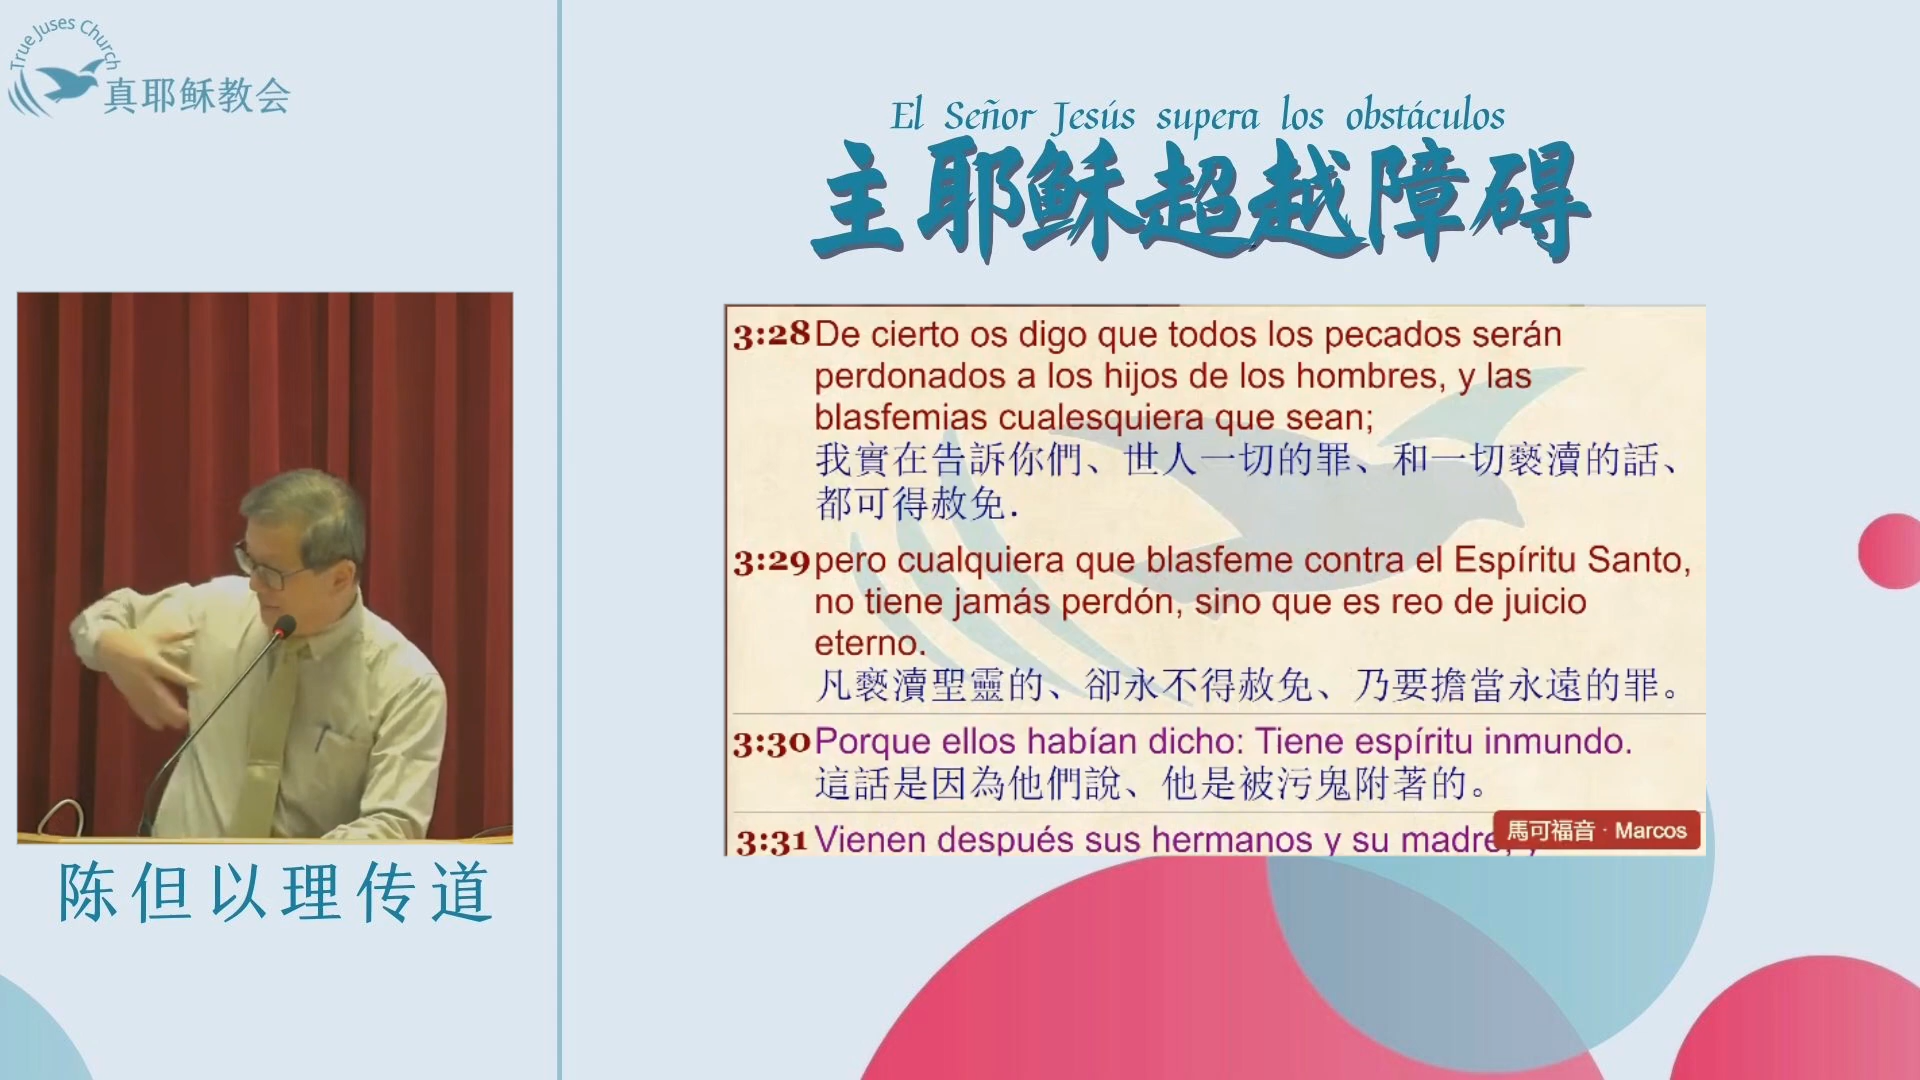 True Juses Church
真耶稣教会
El Señor Jesús supera los obstáculos
主耶稣超越障碍
3:28 De cierto os digo que todos los pecados serán
perdonados a los hijos de los hombres, y las
blasfemias cualesquiera que sean;
我實在告訴你們、世人一切的罪、和一切褻瀆的話、
都可得赦免.
3:29 pero cualquiera que blasfeme contra el Espíritu Santo,
no tiene jamás perdón, sino que es reo de juicio
eterno.
凡褻瀆聖靈的、卻永不得赦免、乃要擔當永遠的罪。
3:30 Porque ellos habían dicho: Tiene espíritu inmundo.
這話是因為他們說、他是被污鬼附著的。
3:31 Vienen después sus hermanos y su madre, y
馬可福音 · Marcos
陈但以理传道